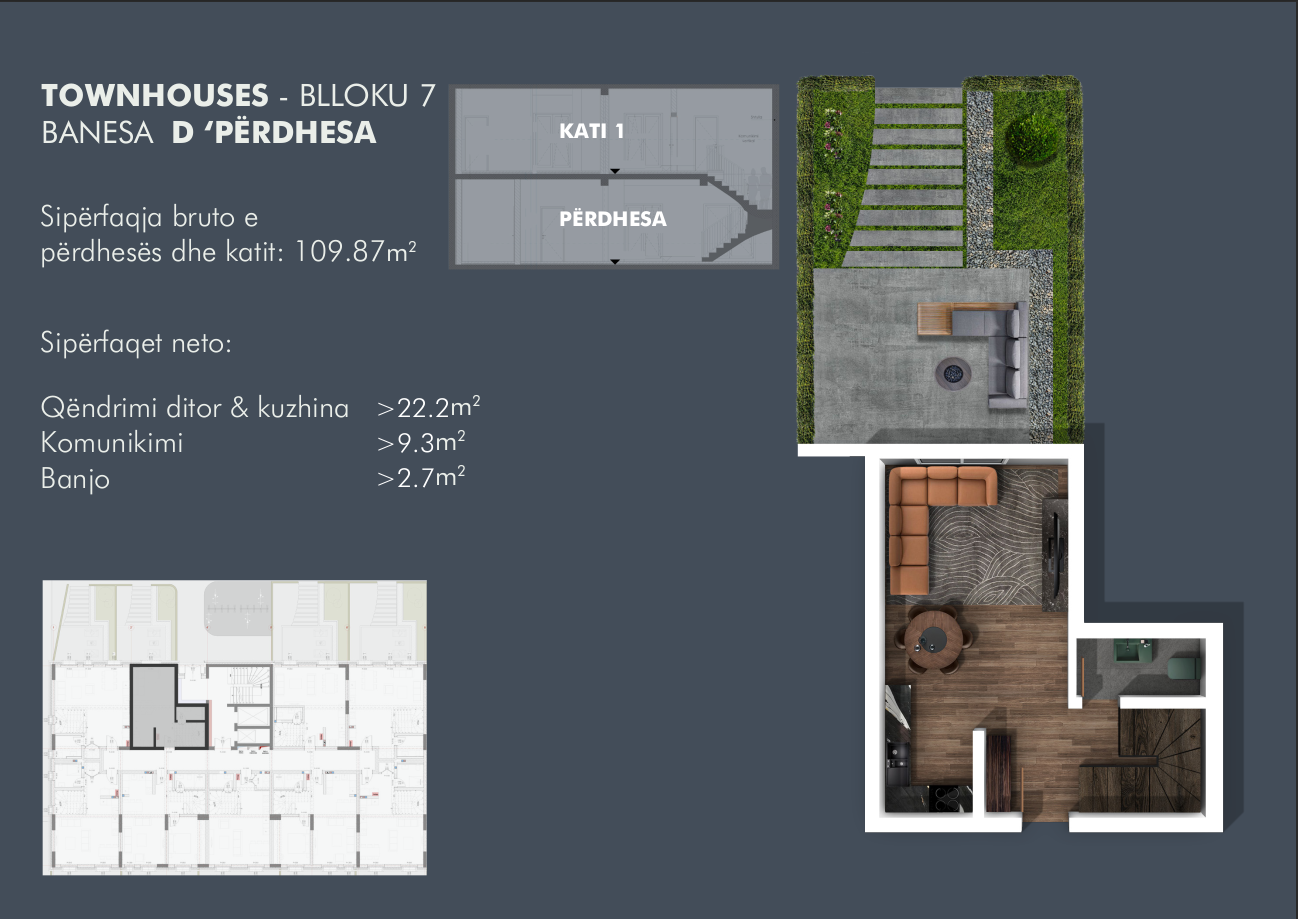 TOWNHOUSES - BLLOKU 7
BANESA D ‘PËRDHESA
Sipërfaqja bruto e
përdhesës dhe katit: 109.87m²
Sipërfaqet neto:
Qëndrimi ditor & kuzhina >22.2m²
Komunikimi >9.3m²
Banjo >2.7m²
KATI 1
PËRDHESA